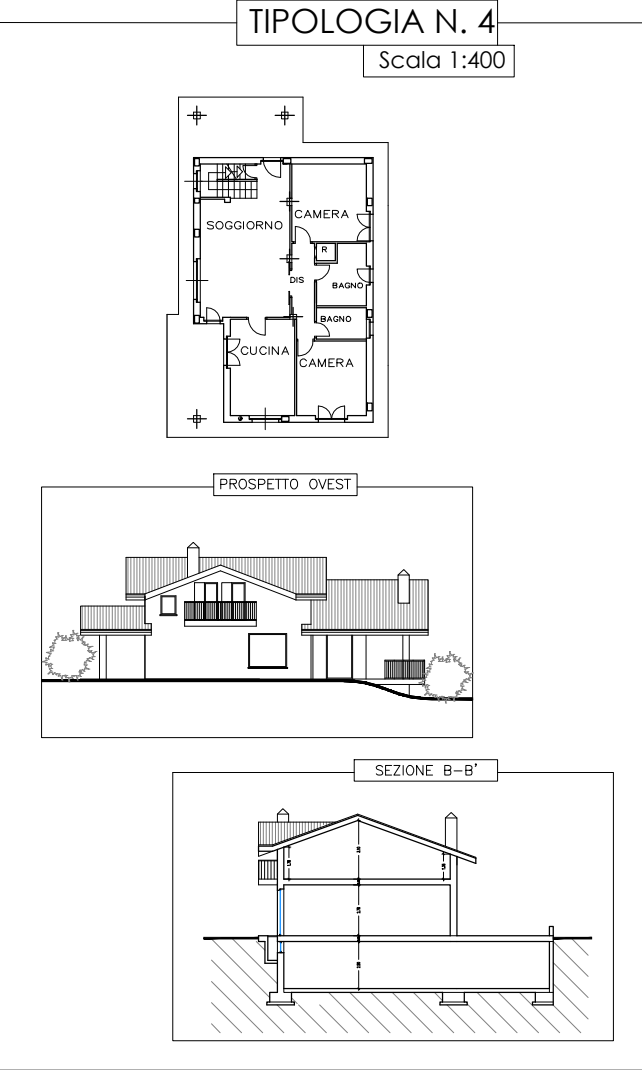 TIPOLOGIA N. 4
Scala 1:400
SOGGIORNO
CAMERA
R
DIS
BAGNO
BAGNO
CUCINA
CAMERA
PROSPETTO OVEST
SEZIONE B-B'